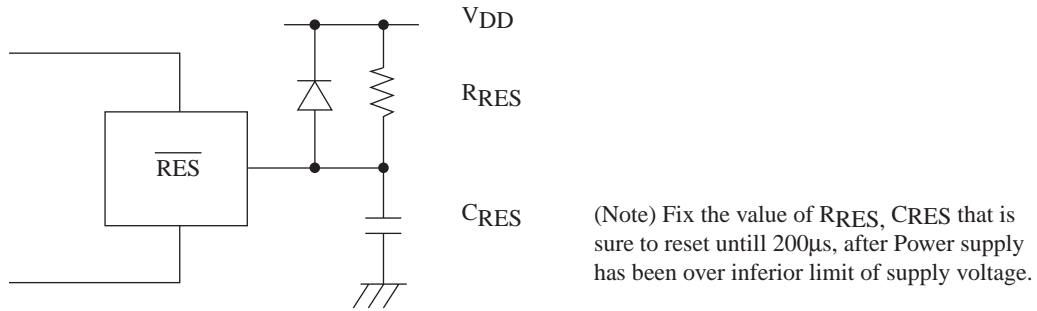 VDD
RRES
RES
CRES
(Note) Fix the value of RRES, CRES that is
sure to reset untill 200μs, after Power supply
has been over inferior limit of supply voltage.